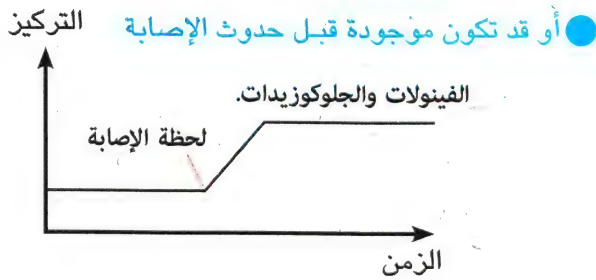 أو قد تكون موجودة قبل حدوث الإصابة
التركيز
الفينولات والجلوكوزيدات.
لحظة الإصابة
الزمن